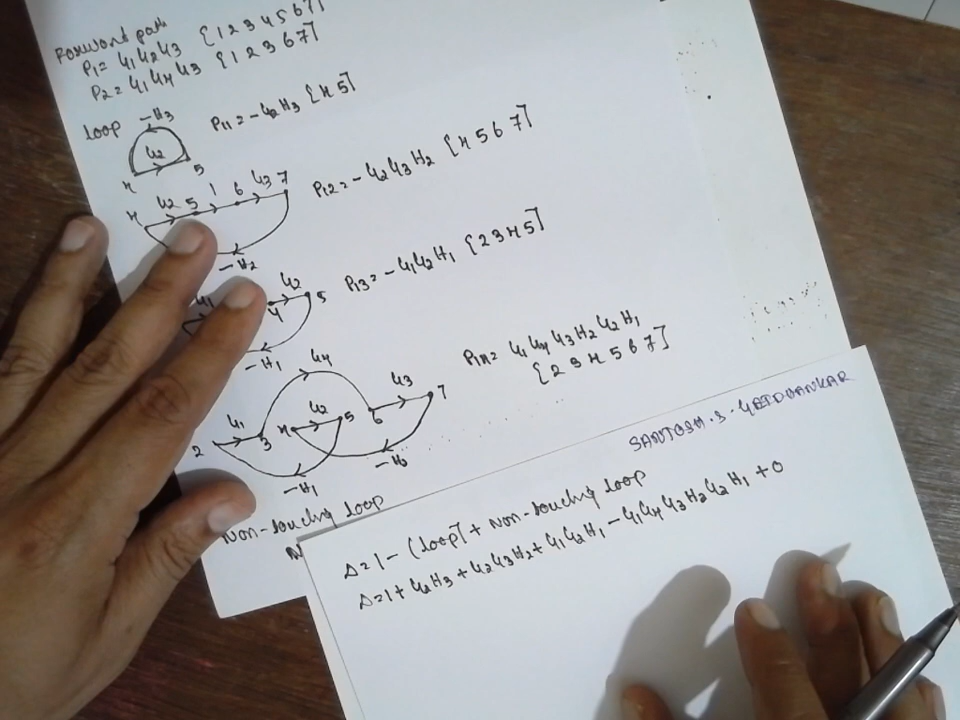 Forward path
P1= G1G2G3 {1 2 3 4 5 6 7}
P2= G1G4G3 {1 2 3 6 7}
Loop
-H3
G2
4
5
P11= -G2H3 [4 5]
4
G2
5
1
6
G3
7
-H2
P12= -G2G3H2 [4 5 6 7]
G1
4
G2
5
-H1
P13= -G1G2H1 [2 3 4 5]
2
G1
3
G4
4
G2
5
6
G3
7
-H1
P14= G1G4G3H2G2H1
[2 3 4 5 6 7]
Non-touching loop
SANTOSH.S.
Δ=1-[loop]+Non-touching loop
Δ=1+G2H3+G2G3H2+G1G2H1-G1G4G3H2G2H1+0